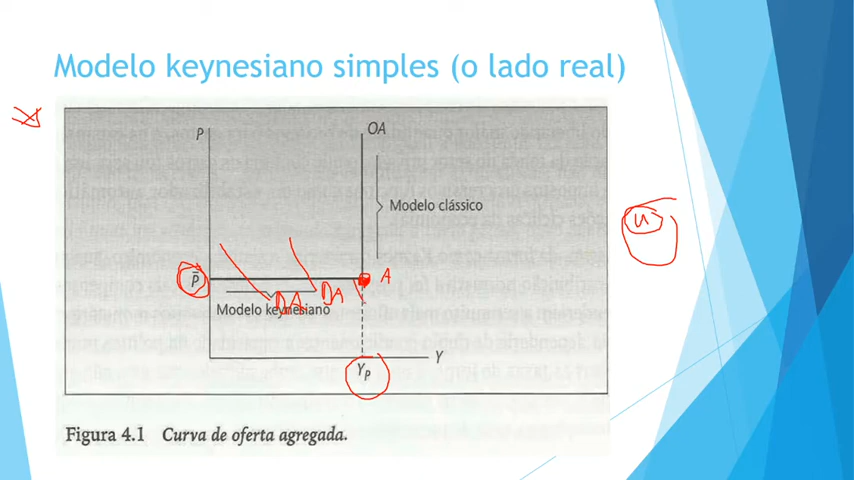 Modelo keynesiano simples (o lado real)
P
OA
Modelo clássico
u
P̄
A
DA
DA
Modelo keynesiano
Y_P
Y
Figura 4.1 Curva de oferta agregada.